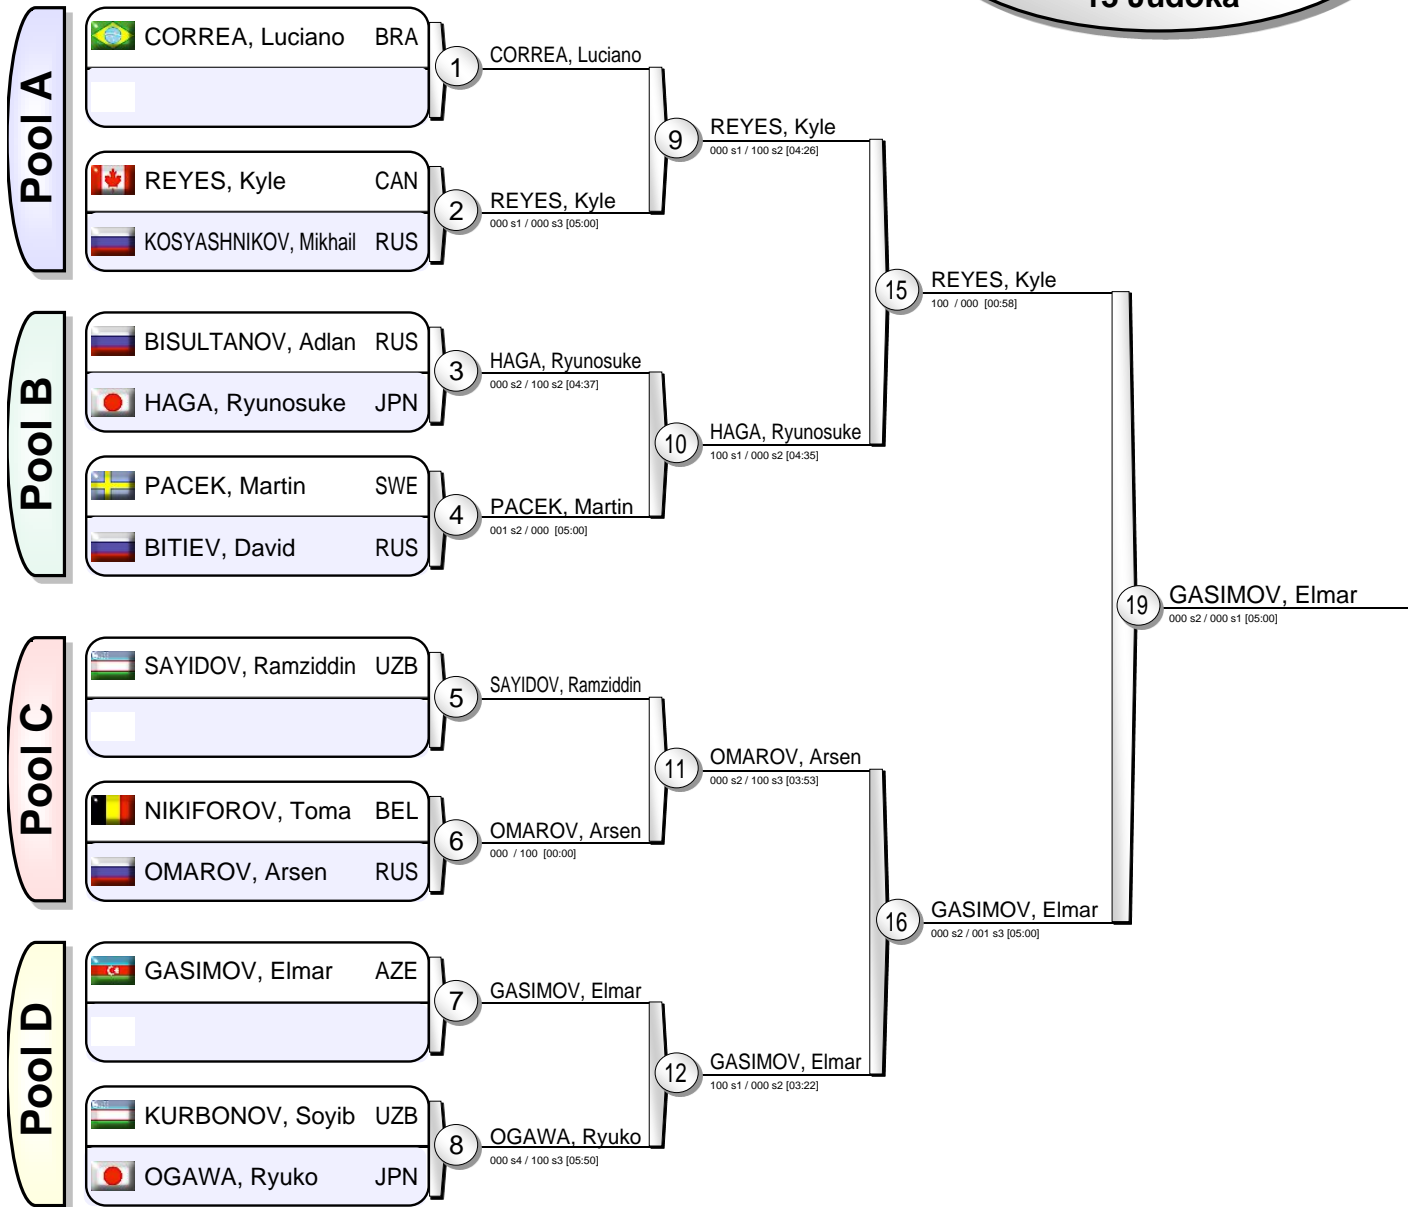 13 Judoka
Pool A
CORREA, Luciano BRA
1
CORREA, Luciano
REYES, Kyle CAN
KOSYASHNIKOV, Mikhail RUS
2
REYES, Kyle
000 s1 / 000 s3 [05:00]
9
REYES, Kyle
000 s1 / 100 s2 [04:26]
Pool B
BISULTANOV, Adlan RUS
HAGA, Ryunosuke JPN
3
HAGA, Ryunosuke
000 s2 / 100 s2 [04:37]
PACEK, Martin SWE
BITIEV, David RUS
4
PACEK, Martin
001 s2 / 000 [05:00]
10
HAGA, Ryunosuke
100 s1 / 000 s2 [04:35]
15
REYES, Kyle
100 / 000 [00:58]
Pool C
SAYIDOV, Ramziddin UZB
5
SAYIDOV, Ramziddin
NIKIFOROV, Toma BEL
OMAROV, Arsen RUS
6
OMAROV, Arsen
000 / 100 [00:00]
11
OMAROV, Arsen
000 s2 / 100 s3 [03:53]
Pool D
GASIMOV, Elmar AZE
7
GASIMOV, Elmar
KURBONOV, Soyib UZB
OGAWA, Ryuko JPN
8
OGAWA, Ryuko
000 s4 / 100 s3 [05:50]
12
GASIMOV, Elmar
100 s1 / 000 s2 [03:22]
16
GASIMOV, Elmar
000 s2 / 001 s3 [05:00]
19
GASIMOV, Elmar
000 s2 / 000 s1 [05:00]